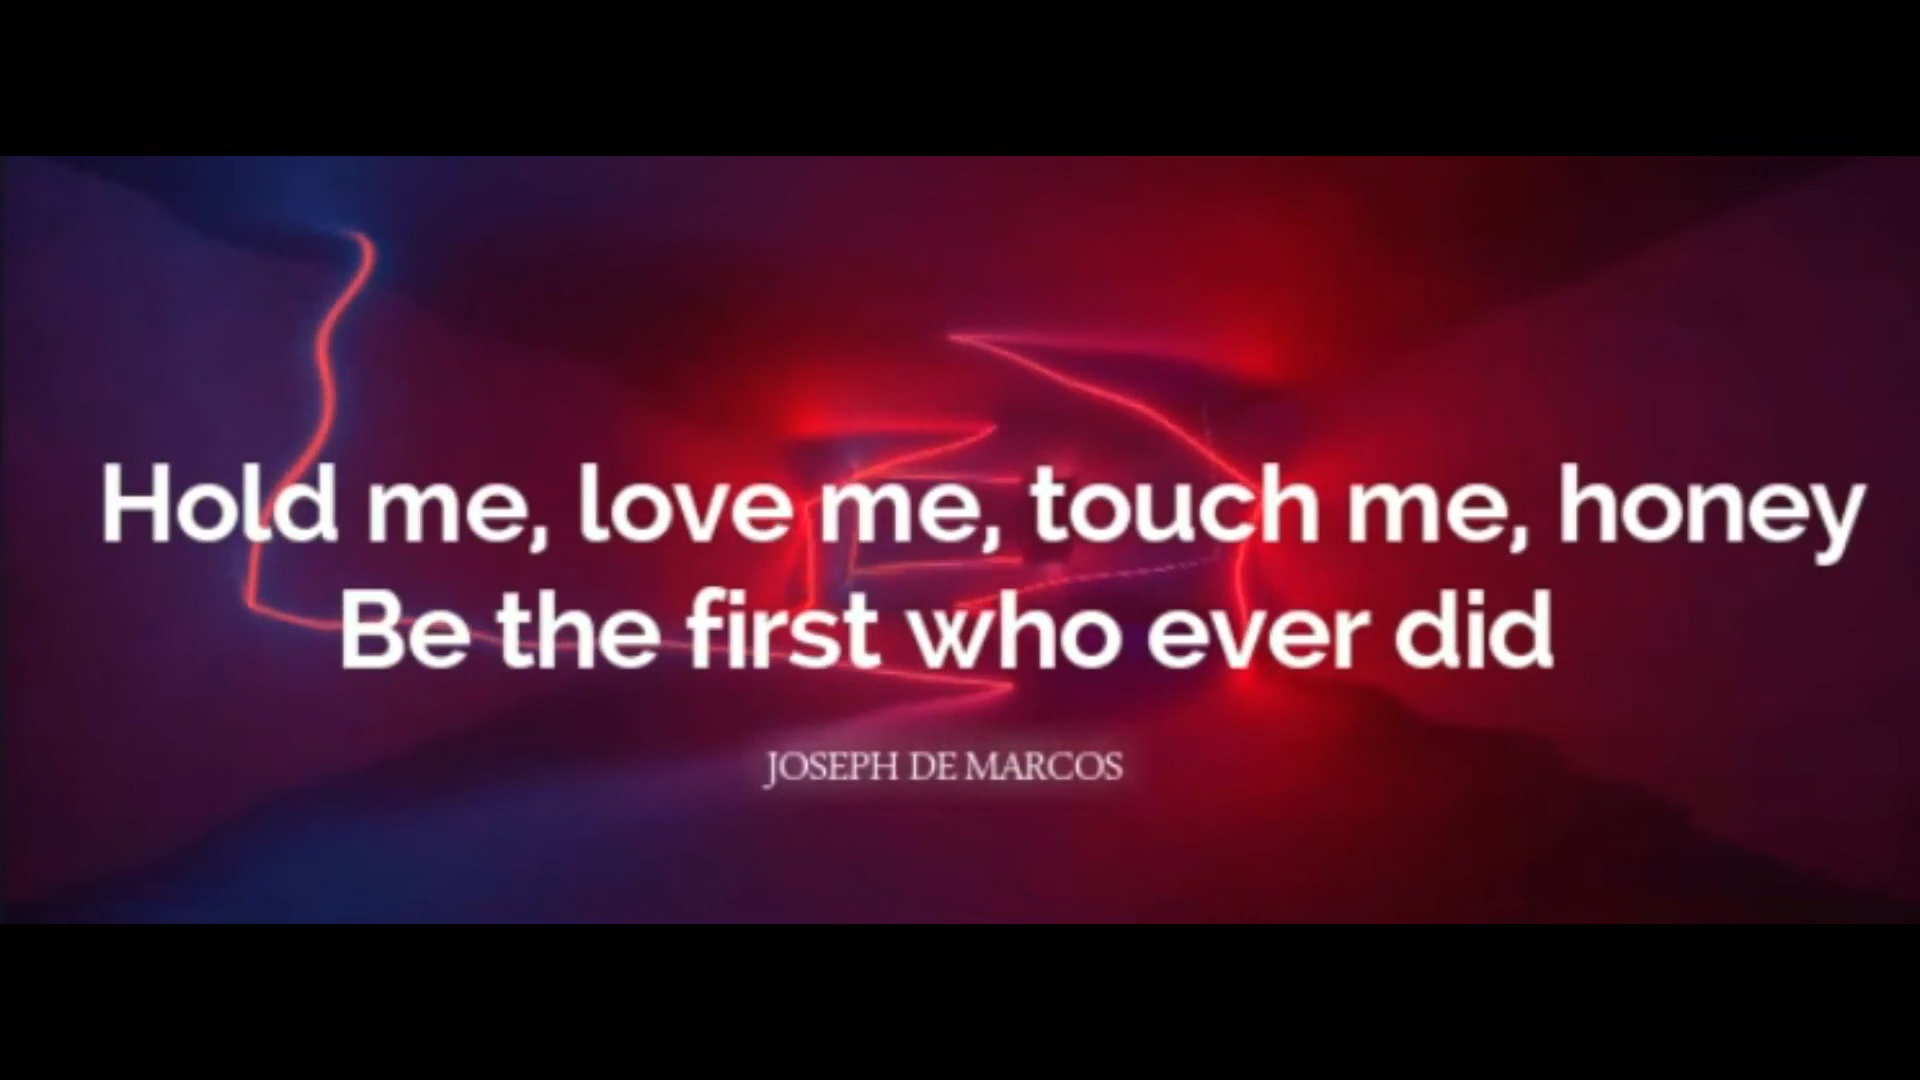 Hold me, love me, touch me, honey
Be the first who ever did
JOSEPH DE MARCOS